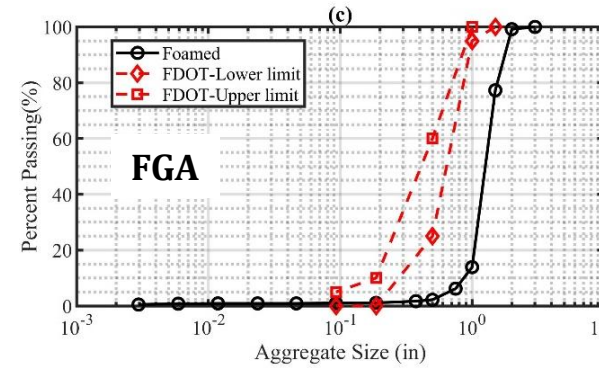 (c)
100
80
60
40
20
0
Percent Passing(%)
Foamed
FDOT-Lower limit
FDOT-Upper limit
FGA
10^-3
10^-2
10^-1
10^0
Aggregate Size (in)